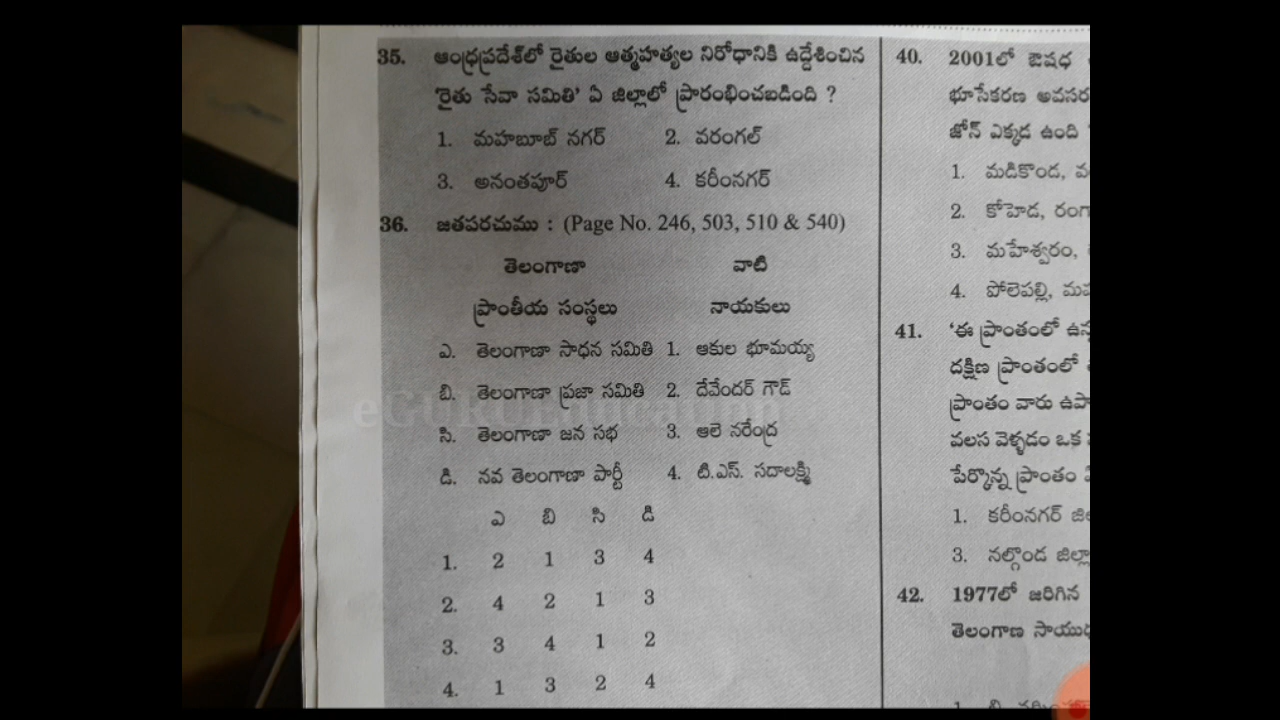 35. ఆంధ్రప్రదేశ్‌లో రైతుల ఆత్మహత్యల నిరోధానికి ఉద్దేశించిన
'రైతు సేవా సమితి' ఏ జిల్లాలో ప్రారంభించబడింది ?
1. మహబూబ్ నగర్ 2. వరంగల్
3. అనంతపూర్ 4. కరీంనగర్
36. జతపరచుము : (Page No. 246, 503, 510 & 540)
తెలంగాణా వాటి
ప్రాంతీయ సంస్థలు నాయకులు
ఎ. తెలంగాణా సాధన సమితి 1. ఆకుల భూమయ్య
బి. తెలంగాణా ప్రజా సమితి 2. దేవేందర్ గౌడ్
సి. తెలంగాణా జన సభ 3. ఆలె నరేంద్ర
డి. నవ తెలంగాణా పార్టీ 4. టి.ఎస్. సదాలక్ష్మి
ఎ బి సి డి
1. 2 1 3 4
2. 4 2 1 3
3. 3 4 1 2
4. 1 3 2 4
40. 2001లో ఔషధ
భూసేకరణ అవసర
జోన్ ఎక్కడ ఉంది
1. మడికొండ,
2. కోహెడ, రంగా
3. మహేశ్వరం,
4. పోలెపల్లి,
41. 'ఈ ప్రాంతంలో
దక్షిణ ప్రాంతంలో
ప్రాంతం వారు ఉపా
వలస వెళ్ళడం ఒక
పేర్కొన్న ప్రాంతం
1. కరీంనగర్ జి
3. నల్గొండ జిల్లా
42. 1977లో జరిగిన
తెలంగాణ సాయుధ